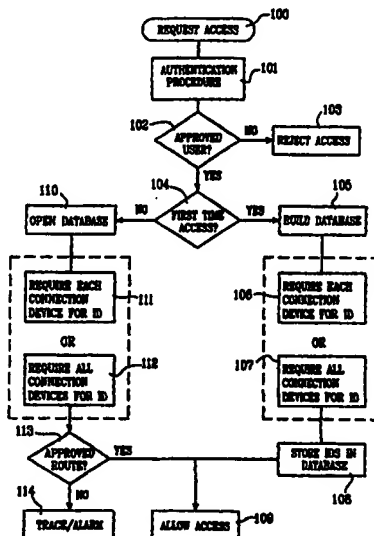 100
REQUEST ACCESS
AUTHENTICATION
PROCEDURE
101
102
APPROVED
USER?
NO
103
REJECT ACCESS
YES
104
110
OPEN DATABASE
NO
FIRST TIME
ACCESS?
YES
105
BUILD DATABASE
REQUIRE EACH
CONNECTION
DEVICE FOR ID
111
OR
REQUIRE ALL
CONNECTION
DEVICES FOR ID
112
106
REQUIRE EACH
CONNECTION
DEVICE FOR ID
OR
107
REQUIRE ALL
CONNECTION
DEVICES FOR ID
113
APPROVED
ROUTE?
YES
NO
STORE IDS IN
DATABASE
108
114
TRACE/ALARM
ALLOW ACCESS
109